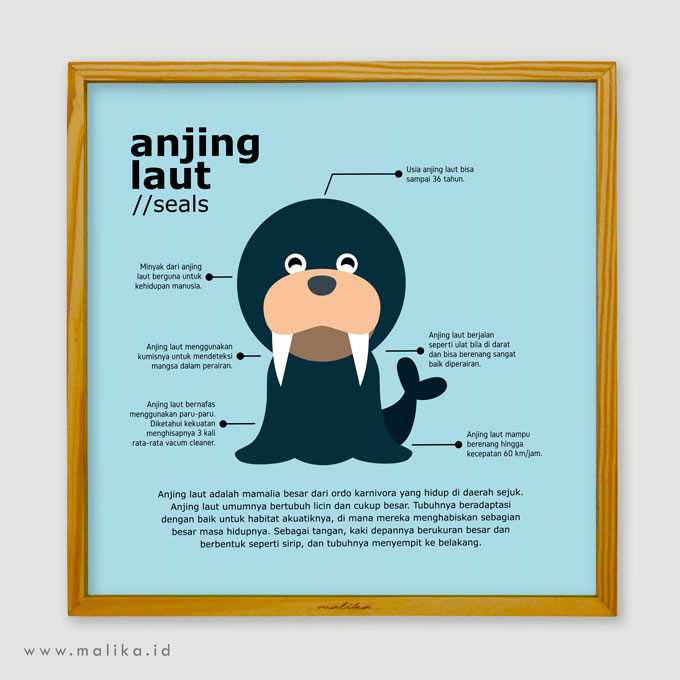 anjing
laut
//seals
Usia anjing laut bisa
sampai 36 tahun.
Minyak dari anjing
laut berguna untuk
kehidupan manusia.
Anjing laut menggunakan
kumisnya untuk mendeteksi
mangsa dalam perairan.
Anjing laut berjalan
seperti ulat bila di darat
dan bisa berenang sangat
baik diperairan.
Anjing laut bernafas
menggunakan paru-paru.
Diketahui kekuatan
menghisapnya 3 kali
rata-rata vacum cleaner.
Anjing laut mampu
berenang hingga
kecepatan 60 km/jam.
Anjing laut adalah mamalia besar dari ordo karnivora yang hidup di daerah sejuk.
Anjing laut umumnya bertubuh licin dan cukup besar. Tubuhnya beradaptasi
dengan baik untuk habitat akuatiknya, di mana mereka menghabiskan sebagian
besar masa hidupnya. Sebagai tangan, kaki depannya berukuran besar dan
berbentuk seperti sirip, dan tubuhnya menyempit ke belakang.
malika
www.malika.id